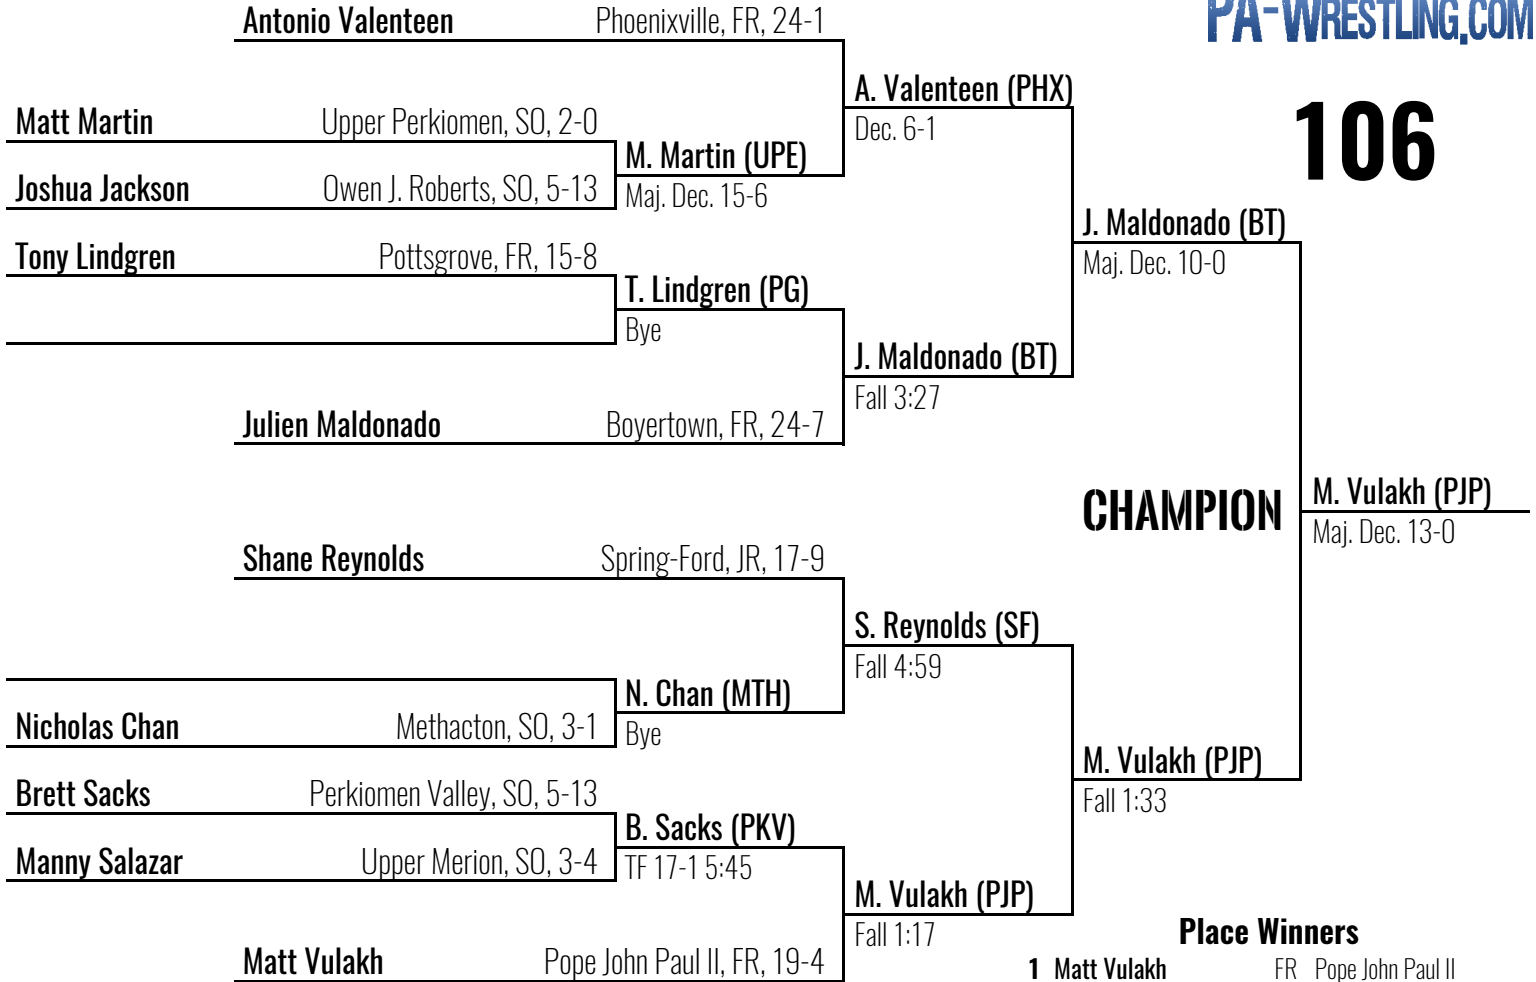 PA-WRESTLING.COM
106
Antonio Valenteen Phoenixville, FR, 24-1
A. Valenteen (PHX)
Dec. 6-1
Matt Martin Upper Perkiomen, SO, 2-0
M. Martin (UPE)
Maj. Dec. 15-6
Joshua Jackson Owen J. Roberts, SO, 5-13
J. Maldonado (BT)
Maj. Dec. 10-0
Tony Lindgren Pottsgrove, FR, 15-8
T. Lindgren (PG)
Bye
J. Maldonado (BT)
Fall 3:27
Julien Maldonado Boyertown, FR, 24-7
CHAMPION
M. Vulakh (PJP)
Maj. Dec. 13-0
Shane Reynolds Spring-Ford, JR, 17-9
S. Reynolds (SF)
Fall 4:59
N. Chan (MTH)
Bye
Nicholas Chan Methacton, SO, 3-1
M. Vulakh (PJP)
Fall 1:33
Brett Sacks Perkiomen Valley, SO, 5-13
B. Sacks (PKV)
TF 17-1 5:45
Manny Salazar Upper Merion, SO, 3-4
M. Vulakh (PJP)
Fall 1:17
Matt Vulakh Pope John Paul II, FR, 19-4
Place Winners
1 Matt Vulakh FR Pope John Paul II